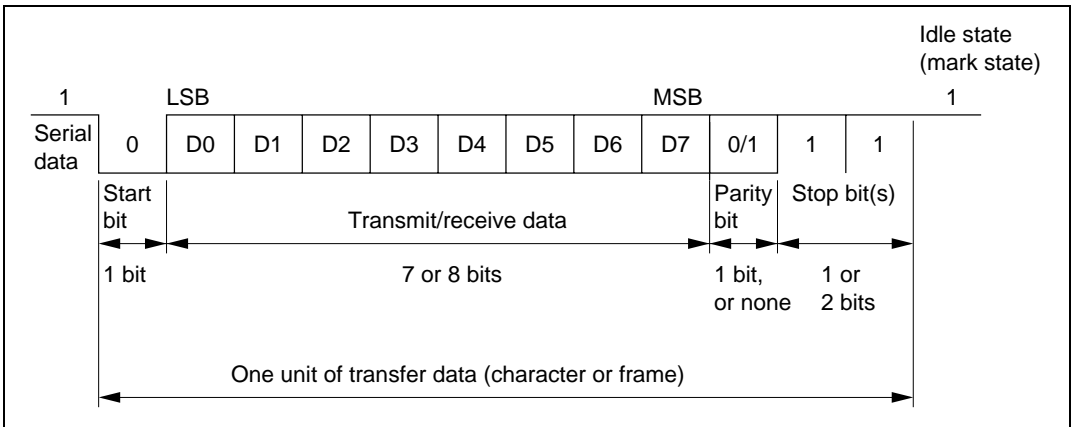 Idle state
(mark state)
1 LSB MSB 1
Serial
data
0 D0 D1 D2 D3 D4 D5 D6 D7 0/1 1 1
Start
bit
Transmit/receive data
Parity
bit
Stop bit(s)
1 bit
7 or 8 bits
1 bit,
or none
1 or
2 bits
One unit of transfer data (character or frame)